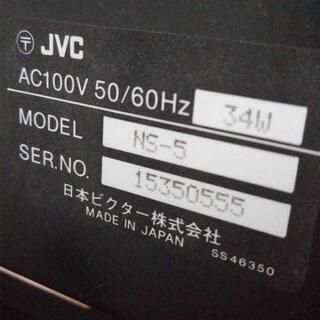 〒 JVC
AC100V 50/60Hz 34W
MODEL NS-5
SER.NO. 15350555
日本ビクター株式会社
MADE IN JAPAN
SS46350